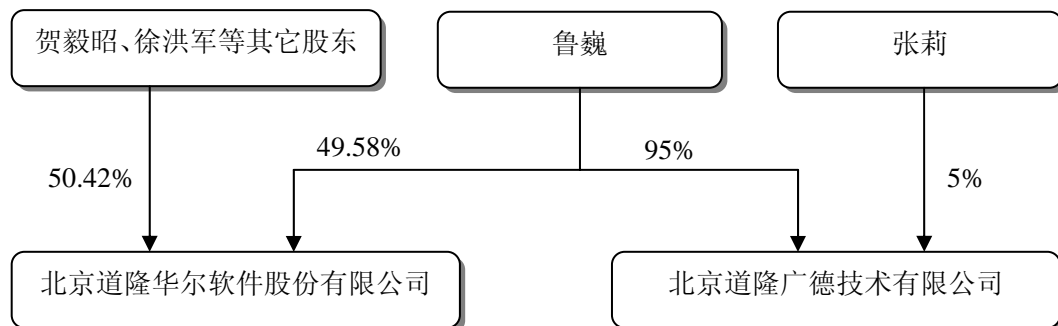 贺毅昭、徐洪军等其它股东
鲁巍
张莉
49.58%
95%
50.42%
5%
北京道隆华尔软件股份有限公司
北京道隆广德技术有限公司